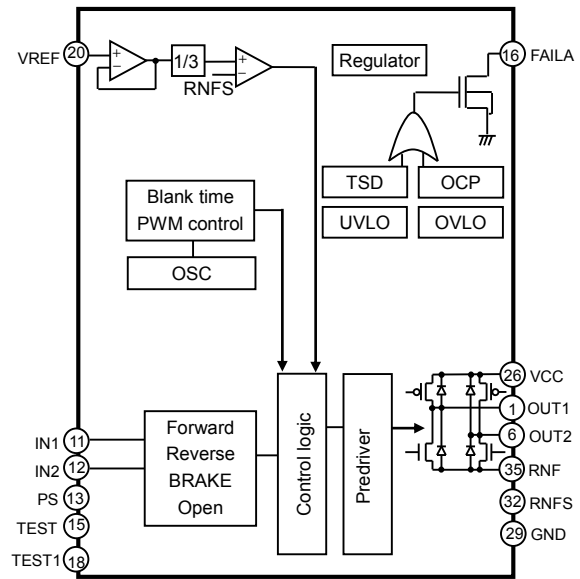 VREF 20
1/3
+
−
+
−
RNFS
Regulator
16 FAILA
TSD
OCP
UVLO
OVLO
Blank time
PWM control
OSC
IN1 11
IN2 12
PS 13
TEST 15
TEST1 18
Forward
Reverse
BRAKE
Open
Control logic
Predriver
26 VCC
1 OUT1
6 OUT2
35 RNF
32 RNFS
29 GND